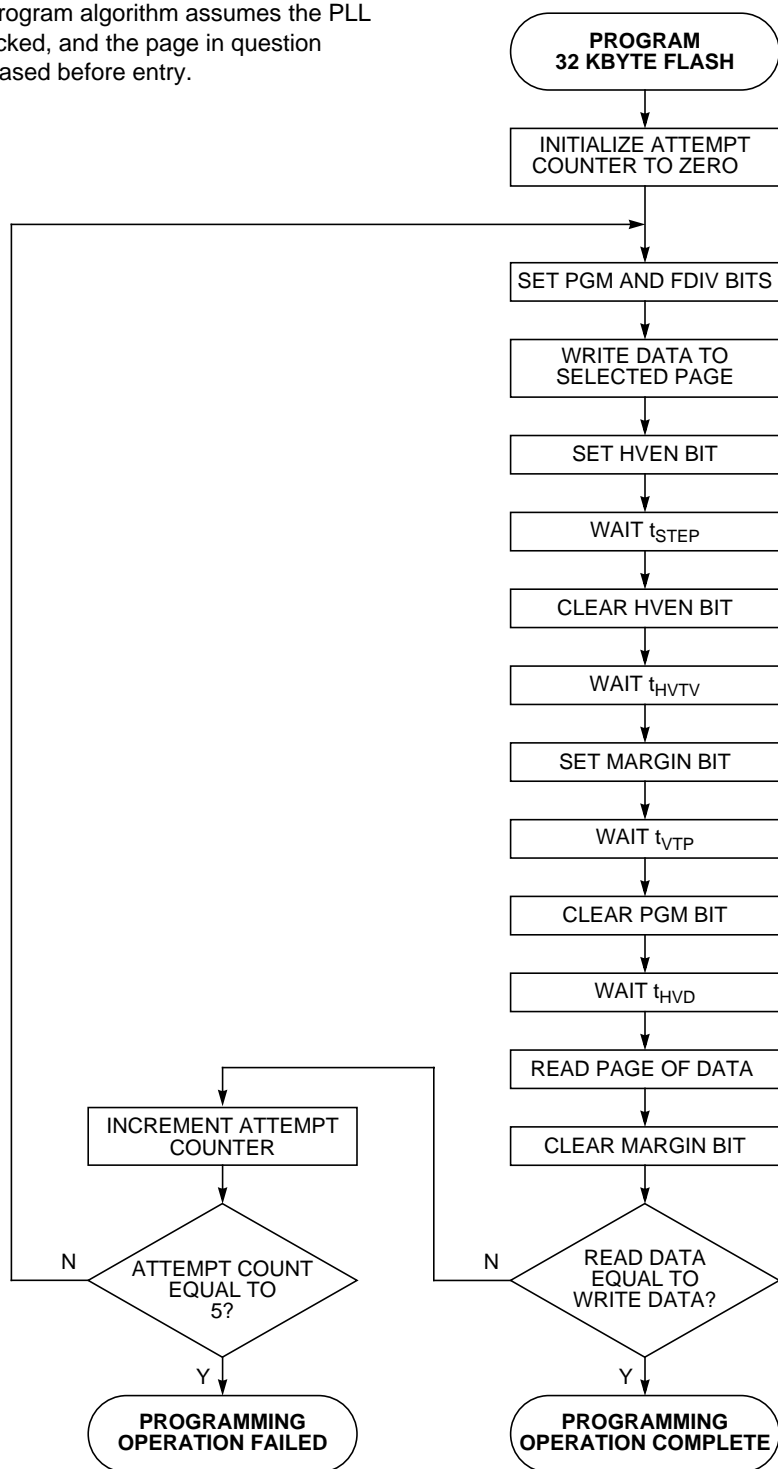 rogram algorithm assumes the PLL
cked, and the page in question
ased before entry.
PROGRAM
32 KBYTE FLASH
INITIALIZE ATTEMPT
COUNTER TO ZERO
SET PGM AND FDIV BITS
WRITE DATA TO
SELECTED PAGE
SET HVEN BIT
WAIT tSTEP
CLEAR HVEN BIT
WAIT tHVTV
SET MARGIN BIT
WAIT tVTP
CLEAR PGM BIT
WAIT tHVD
READ PAGE OF DATA
INCREMENT ATTEMPT
COUNTER
CLEAR MARGIN BIT
N
ATTEMPT COUNT
EQUAL TO
5?
N
READ DATA
EQUAL TO
WRITE DATA?
Y
Y
PROGRAMMING
OPERATION FAILED
PROGRAMMING
OPERATION COMPLETE